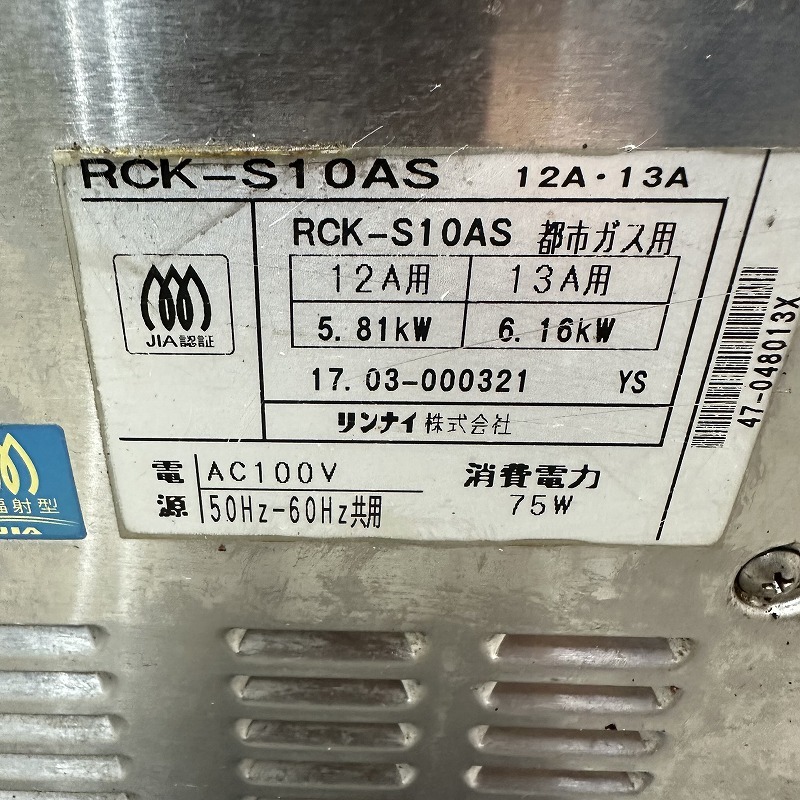 RCK-S10AS 12A・13A
RCK-S10AS 都市ガス用
12A用 13A用
5.81kW 6.16kW
JIA認証
17.03-000321 YS
リンナイ株式会社
47-048013X
電源 AC100V 消費電力
50Hz-60Hz共用 75W
射型
JIA